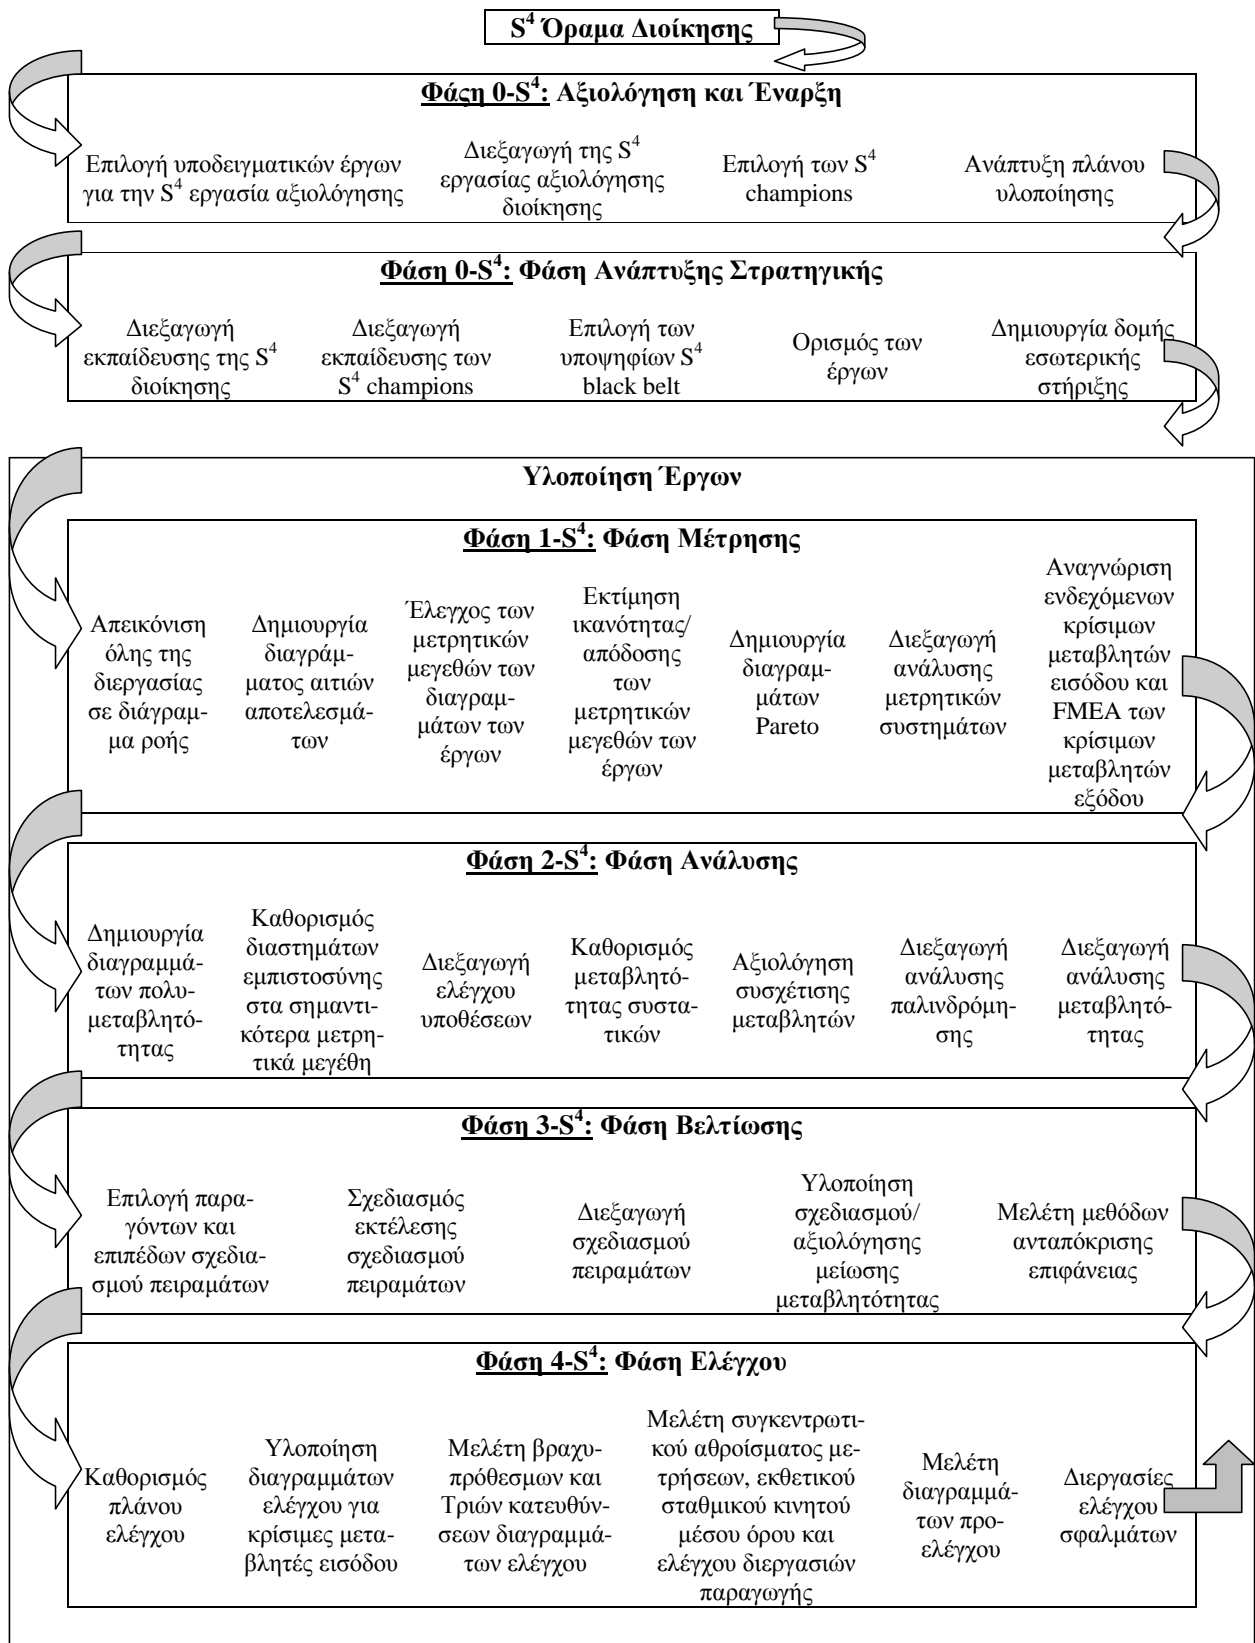 S⁴ Όραμα Διοίκησης
Φάςη 0-S⁴: Αξιολόγηση και Έναρξη
Επιλογή υποδειγματικών έργων
για την S⁴ εργασία αξιολόγησης
Διεξαγωγή της S⁴
εργασίας αξιολόγησης
διοίκησης
Επιλογή των S⁴
champions
Ανάπτυξη πλάνου
υλοποίησης
Φάση 0-S⁴: Φάση Ανάπτυξης Στρατηγικής
Διεξαγωγή
εκπαίδευσης της S⁴
διοίκησης
Διεξαγωγή
εκπαίδευσης των
S⁴ champions
Επιλογή των
υποψηφίων S⁴
black belt
Ορισμός των
έργων
Δημιουργία δομής
εσωτερικής
στήριξης
Υλοποίηση Έργων
Φάση 1-S⁴: Φάση Μέτρησης
Απεικόνιση
όλης της
διεργασίας
σε διάγραμ-
μα ροής
Δημιουργία
διαγράμ-
ματος αιτιών
αποτελεσμά-
των
Έλεγχος των
μετρητικών
μεγεθών των
διαγραμ-
μάτων των
έργων
Εκτίμηση
ικανότητας/
απόδοσης
των
μετρητικών
μεγεθών των
έργων
Δημιουργία
διαγραμ-
μάτων
Pareto
Διεξαγωγή
ανάλυσης
μετρητικών
συστημάτων
Αναγνώριση
ενδεχόμενων
κρίσιμων
μεταβλητών
εισόδου και
FMEA των
κρίσιμων
μεταβλητών
εξόδου
Φάση 2-S⁴: Φάση Ανάλυσης
Δημιουργία
διαγραμμά-
των πολυ-
μεταβλητό-
τητας
Καθορισμός
διαστημάτων
εμπιστοσύνης
στα σημαντι-
κότερα μετρη-
τικά μεγέθη
Διεξαγωγή
ελέγχου
υποθέσεων
Καθορισμός
μεταβλητό-
τητας συστα-
τικών
Αξιολόγηση
συσχέτισης
μεταβλητών
Διεξαγωγή
ανάλυσης
παλινδρόμη-
σης
Διεξαγωγή
ανάλυσης
μεταβλητό-
τητας
Φάση 3-S⁴: Φάση Βελτίωσης
Επιλογή παρα-
γόντων και
επιπέδων σχεδια-
σμού πειραμάτων
Σχεδιασμός
εκτέλεσης
σχεδιασμού
πειραμάτων
Διεξαγωγή
σχεδιασμού
πειραμάτων
Υλοποίηση
σχεδιασμού/
αξιολόγησης
μείωσης
μεταβλητότητας
Μελέτη μεθόδων
ανταπόκρισης
επιφάνειας
Φάση 4-S⁴: Φάση Ελέγχου
Καθορισμός
πλάνου
ελέγχου
Υλοποίηση
διαγραμμάτων
ελέγχου για
κρίσιμες μετα-
βλητές εισόδου
Μελέτη βραχυ-
πρόθεσμων και
Τριών κατευθύν-
σεων διαγραμμά-
των ελέγχου
Μελέτη συγκεντρωτι-
κού αθροίσματος με-
τρήσεων, εκθετικού
σταθμικού κινητού
μέσου όρου και
ελέγχου διεργασιών
παραγωγής
Μελέτη
διαγραμμά-
των προ-
ελέγχου
Διεργασίες
ελέγχου
σφαλμάτων